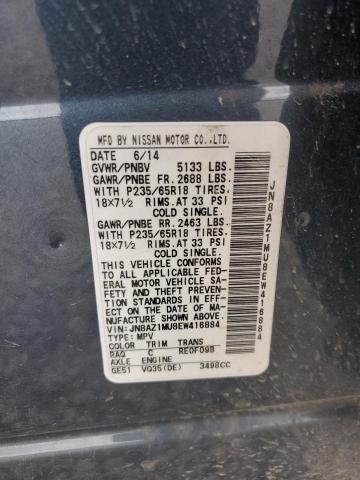 MFD BY NISSAN MOTOR CO.,LTD.
DATE 6/14
GVWR/PNBV 5133 LBS.
GAWR/PNBE FR. 2688 LBS.
WITH P235/65R18 TIRES.
18X7½ RIMS.AT 33 PSI
COLD SINGLE.
GAWR/PNBE RR. 2463 LBS.
WITH P235/65R18 TIRES.
18X7½ RIMS.AT 33 PSI
COLD SINGLE.
THIS VEHICLE CONFORMS
TO ALL APPLICABLE FED-
ERAL MOTOR VEHICLE SA-
FETY AND THEFT PREVEN-
TION STANDARDS IN EFF-
ECT ON THE DATE OF MA-
NUFACTURE SHOWN ABOVE.
VIN: JN8AZ1MU8EW416884
TYPE: MPV
COLOR TRIM TRANS
RAQ C RE0F09B
AXLE ENGINE
GE51 VQ35(DE) 3498CC
JN8AZ1MU8EW416884